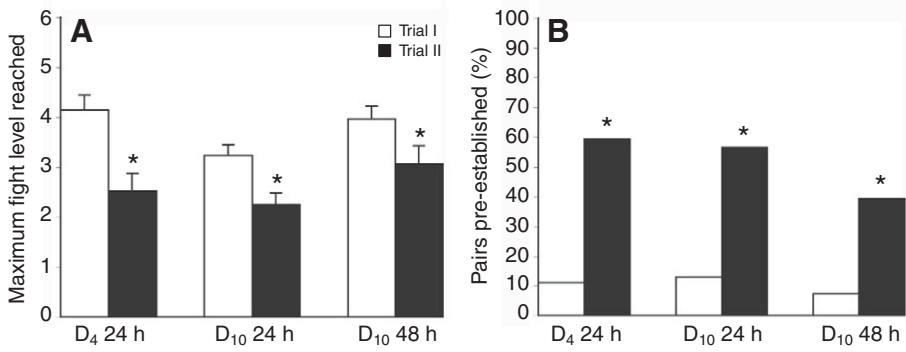 A
Maximum fight level reached
6
5
4
3
2
1
0
Trial I
Trial II
*
*
*
D4 24 h
D10 24 h
D10 48 h
B
Pairs pre-established (%)
100
90
80
70
60
50
40
30
20
10
0
*
*
*
D4 24 h
D10 24 h
D10 48 h